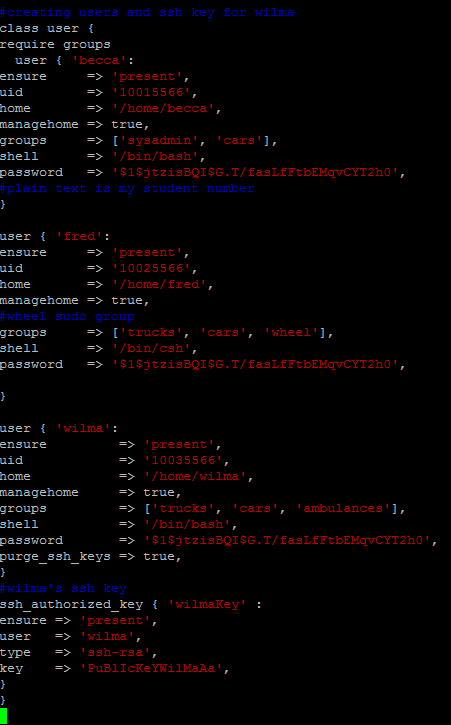 #creating users and ssh key for wilma
class user {
require groups
  user { 'becca':
ensure     => 'present',
uid        => '10015566',
home       => '/home/becca',
managehome => true,
groups     => ['sysadmin', 'cars'],
shell      => '/bin/bash',
password   => '$1$jtzisBQI$G.T/fasLfFtbEMqvCYT2h0',
#plain text is my student number
}

user { 'fred':
ensure     => 'present',
uid        => '10025566',
home       => '/home/fred',
managehome => true,
#wheel sudo group
groups     => ['trucks', 'cars', 'wheel'],
shell      => '/bin/csh',
password   => '$1$jtzisBQI$G.T/fasLfFtbEMqvCYT2h0',

}

user { 'wilma':
ensure         => 'present',
uid            => '10035566',
home           => '/home/wilma',
managehome     => true,
groups         => ['trucks', 'cars', 'ambulances'],
shell          => '/bin/bash',
password       => '$1$jtzisBQI$G.T/fasLfFtbEMqvCYT2h0',
purge_ssh_keys => true,
}
#wilma's ssh key
ssh_authorized_key { 'wilmaKey' :
ensure => 'present',
user   => 'wilma',
type   => 'ssh-rsa',
key    => 'PuBlIcKeYWilMaAa',
}
}